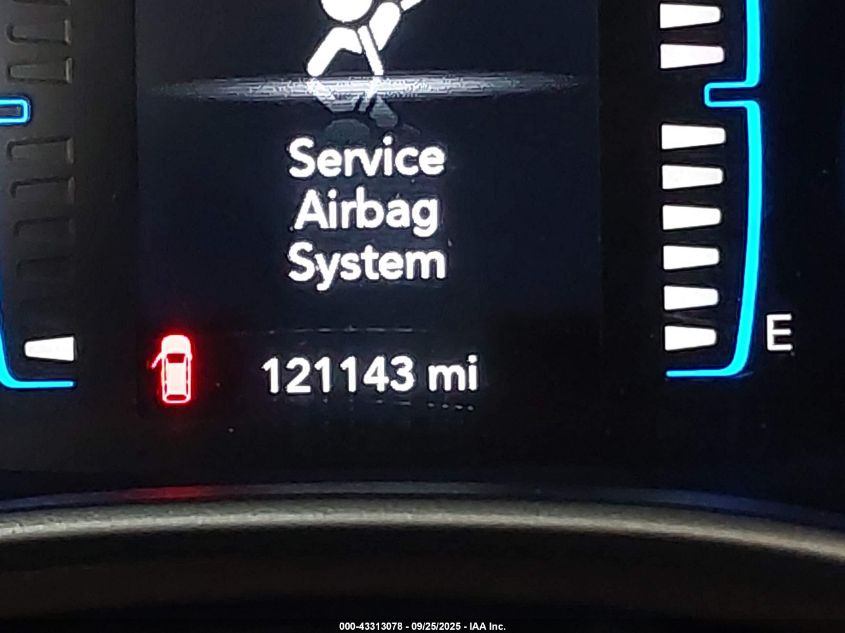 Service
Airbag
System
121143 mi
E
000-43313078 - 09/25/2025 - IAA Inc.